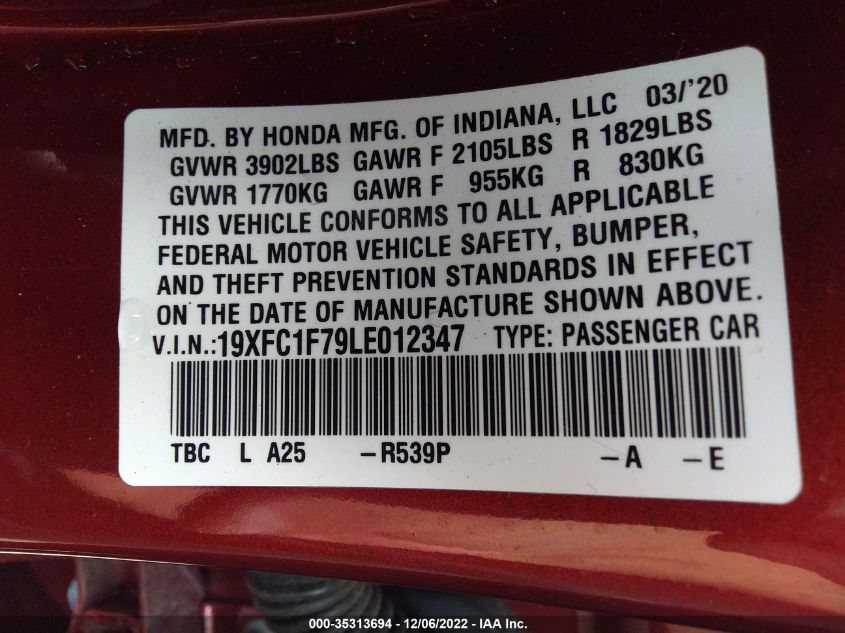 MFD. BY HONDA MFG. OF INDIANA, LLC 03/'20
GVWR 3902LBS GAWR F 2105LBS R 1829LBS
GVWR 1770KG GAWR F 955KG R 830KG
THIS VEHICLE CONFORMS TO ALL APPLICABLE
FEDERAL MOTOR VEHICLE SAFETY, BUMPER,
AND THEFT PREVENTION STANDARDS IN EFFECT
ON THE DATE OF MANUFACTURE SHOWN ABOVE.
V.I.N.:19XFC1F79LE012347 TYPE: PASSENGER CAR
TBC L A25 -R539P -A -E
000-35313694 - 12/06/2022 - IAA Inc.